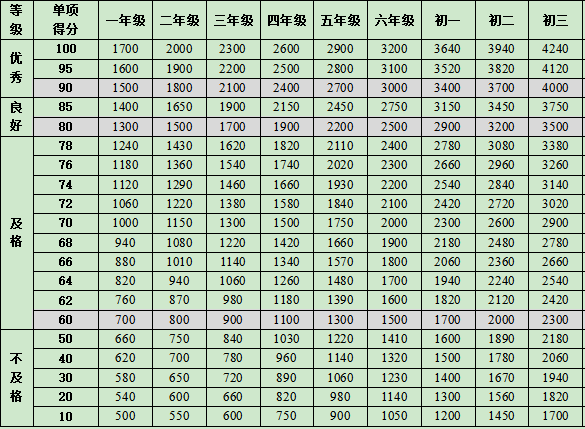 等级 单项得分 一年级 二年级 三年级 四年级 五年级 六年级 初一 初二 初三
优秀 100 1700 2000 2300 2600 2900 3200 3640 3940 4240
95 1600 1900 2200 2500 2800 3100 3520 3820 4120
90 1500 1800 2100 2400 2700 3000 3400 3700 4000
良好 85 1400 1650 1900 2150 2450 2750 3150 3450 3750
80 1300 1500 1700 1900 2200 2500 2900 3200 3500
及格 78 1240 1430 1620 1820 2110 2400 2780 3080 3380
76 1180 1360 1540 1740 2020 2300 2660 2960 3260
74 1120 1290 1460 1660 1930 2200 2540 2840 3140
72 1060 1220 1380 1580 1840 2100 2420 2720 3020
70 1000 1150 1300 1500 1750 2000 2300 2600 2900
68 940 1080 1220 1420 1660 1900 2180 2480 2780
66 880 1010 1140 1340 1570 1800 2060 2360 2660
64 820 940 1060 1260 1480 1700 1940 2240 2540
62 760 870 980 1180 1390 1600 1820 2120 2420
60 700 800 900 1100 1300 1500 1700 2000 2300
不及格 50 660 750 840 1030 1220 1410 1600 1890 2180
40 620 700 780 960 1140 1320 1500 1780 2060
30 580 650 720 890 1060 1230 1400 1670 1940
20 540 600 660 820 980 1140 1300 1560 1820
10 500 550 600 750 900 1050 1200 1450 1700